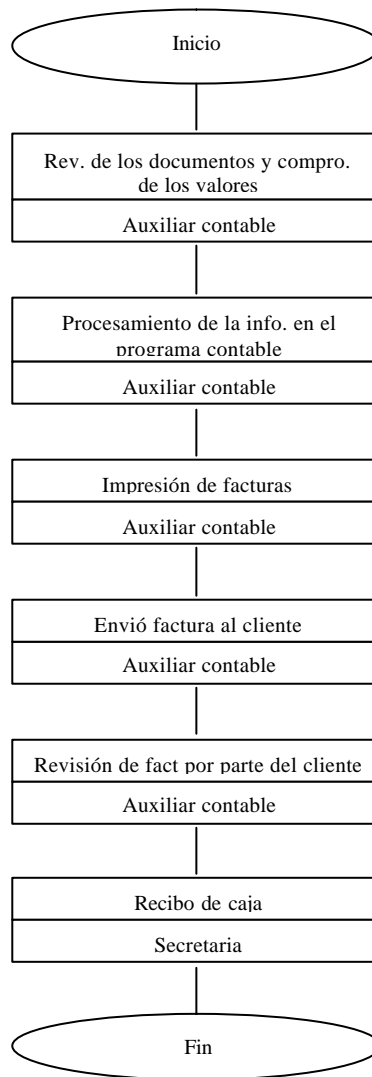 Inicio
Rev. de los documentos y compro.
de los valores
Auxiliar contable
Procesamiento de la info. en el
programa contable
Auxiliar contable
Impresión de facturas
Auxiliar contable
Envió factura al cliente
Auxiliar contable
Revisión de fact por parte del cliente
Auxiliar contable
Recibo de caja
Secretaria
Fin